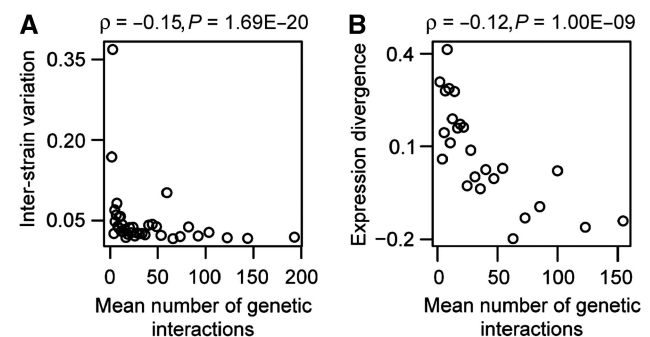 A
ρ = −0.15, P = 1.69E−20
Inter-strain variation
0.35
0.20
0.05
0 50 100 150 200
Mean number of genetic
interactions
B
ρ = −0.12, P = 1.00E−09
Expression divergence
0.4
0.1
−0.2
0 50 100 150
Mean number of genetic
interactions